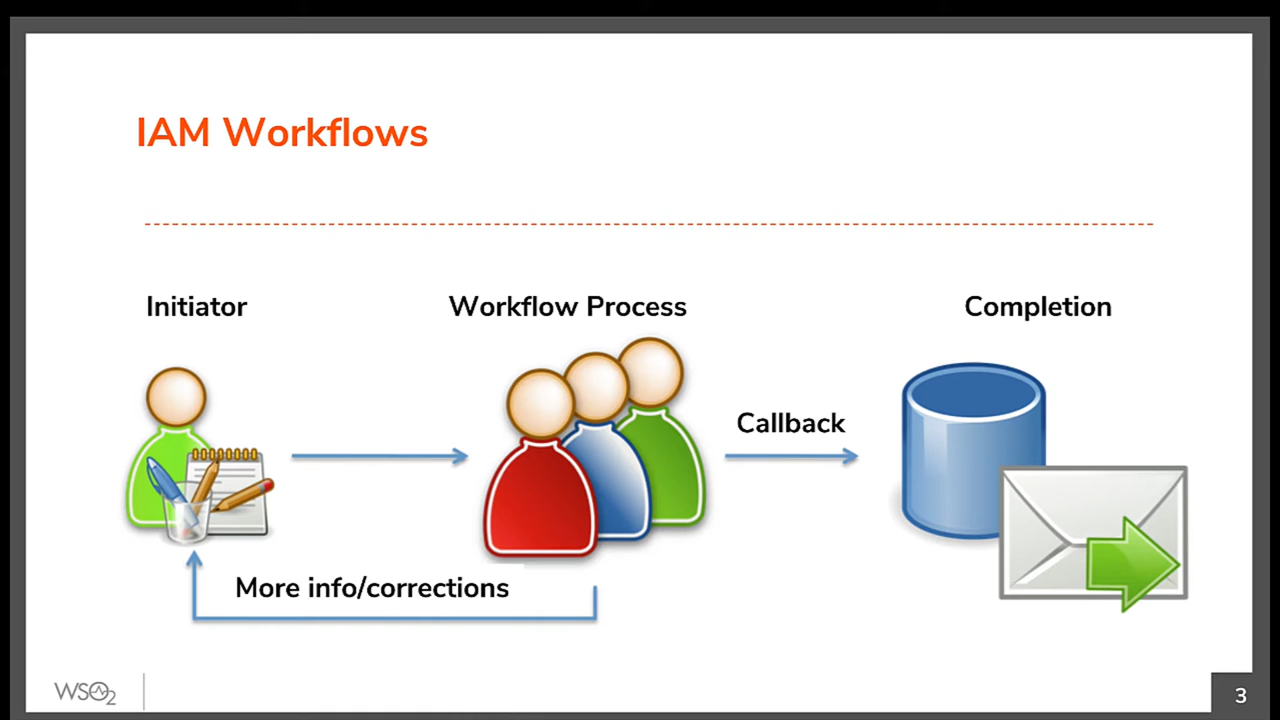 IAM Workflows
Initiator
Workflow Process
Completion
Callback
More info/corrections
WSO2
3